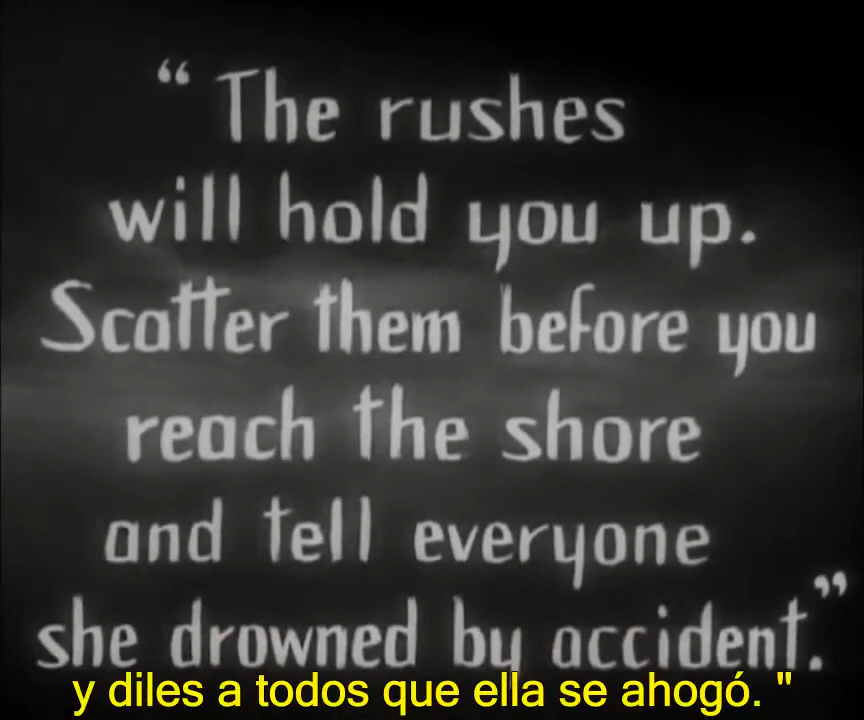 “ The rushes
will hold you up.
Scatter them before you
reach the shore
and tell everyone
she drowned by accident.”
y diles a todos que ella se ahogó. "